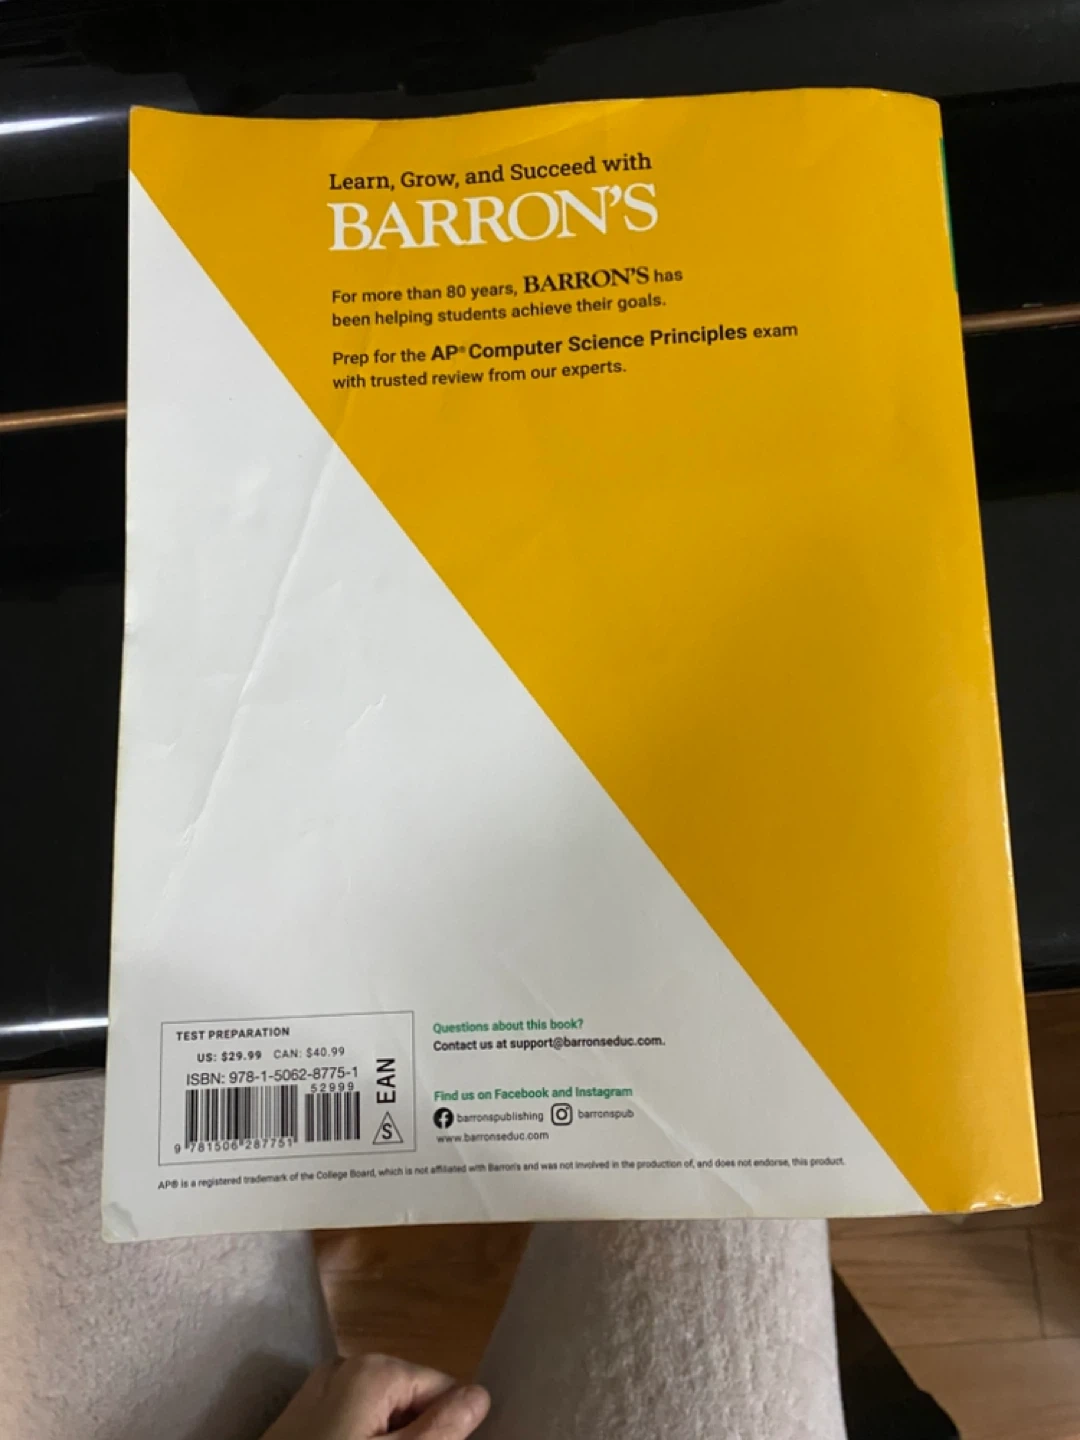 Learn, Grow, and Succeed with
BARRON'S
For more than 80 years, BARRON'S has
been helping students achieve their goals.
Prep for the AP® Computer Science Principles exam
with trusted review from our experts.
TEST PREPARATION
US: $29.99 CAN: $40.99
ISBN: 978-1-5062-8775-1
52999
9 781506 287751
EAN
S
Questions about this book?
Contact us at support@barronseduc.com.
Find us on Facebook and Instagram
barronspublishing barronspub
www.barronseduc.com
AP® is a registered trademark of the College Board, which is not affiliated with Barron's and was not involved in the production of, and does not endorse, this product.